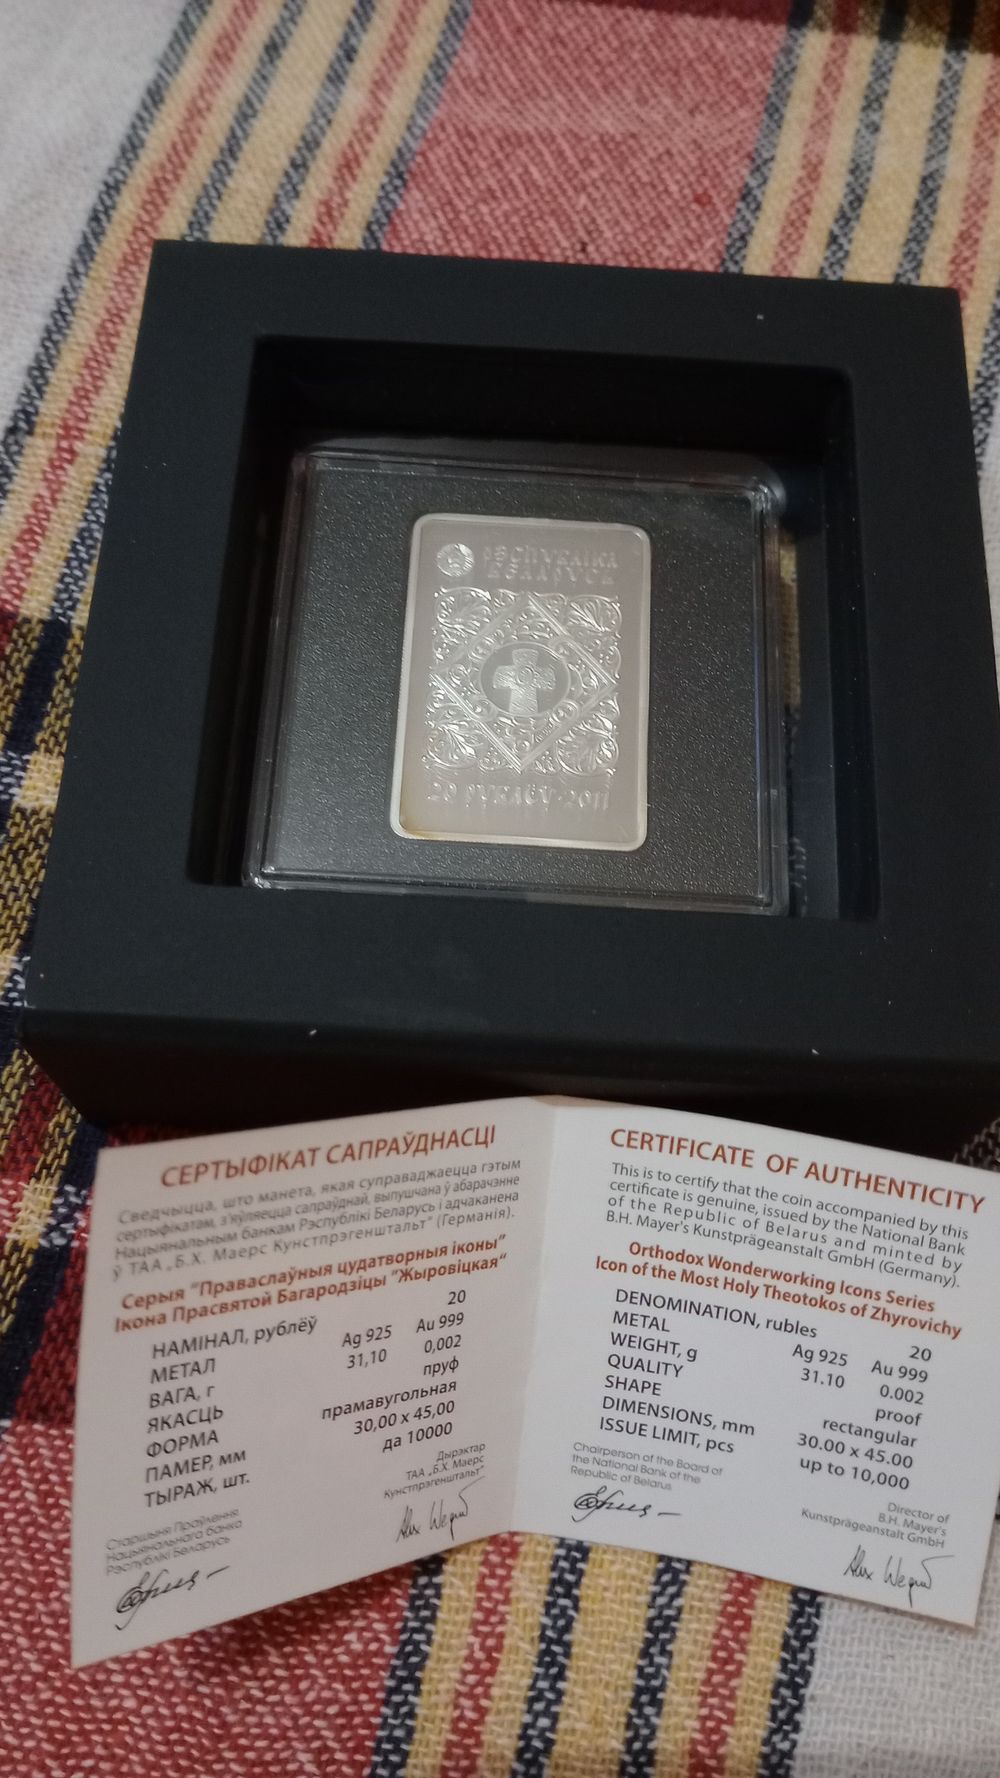 РЭСПУБЛІКА
БЕЛАРУСЬ
20 РУБЛЁЎ·2011
СЕРТЫФІКАТ САПРАЎДНАСЦІ
Сведчыцца, што манета, якая суправаджаецца гэтым
сертыфікатам, з'яўляецца сапраўднай, выпушчана ў абарачэнне
Нацыянальным банкам Рэспублікі Беларусь і адчаканена
ў ТАА „Б.Х. Маерс Кунстпрэгенштальт" (Германія).
Серыя "Праваслаўныя цудатворныя іконы"
Ікона Прасвятой Багародзіцы "Жыровіцкая"
НАМІНАЛ, рублёў 20
МЕТАЛ Ag 925 Au 999
ВАГА, г 31,10 0,002
ЯКАСЦЬ пруф
ФОРМА прамавугольная
ПАМЕР, мм 30,00 x 45,00
ТЫРАЖ, шт. да 10000
Старшыня Праўлення
Нацыянальнага банка
Рэспублікі Беларусь
Дырэктар
ТАА „Б.Х. Маерс
Кунстпрэгенштальт"
CERTIFICATE OF AUTHENTICITY
This is to certify that the coin accompanied by this
certificate is genuine, issued by the National Bank
of the Republic of Belarus and minted by
B.H. Mayer's Kunstprägeanstalt GmbH (Germany).
Orthodox Wonderworking Icons Series
Icon of the Most Holy Theotokos of Zhyrovichy
DENOMINATION, rubles 20
METAL Ag 925 Au 999
WEIGHT, g 31.10 0.002
QUALITY proof
SHAPE rectangular
DIMENSIONS, mm 30.00 x 45.00
ISSUE LIMIT, pcs up to 10,000
Chairperson of the Board of
the National Bank of the
Republic of Belarus
Director of
B.H. Mayer's
Kunstprägeanstalt GmbH